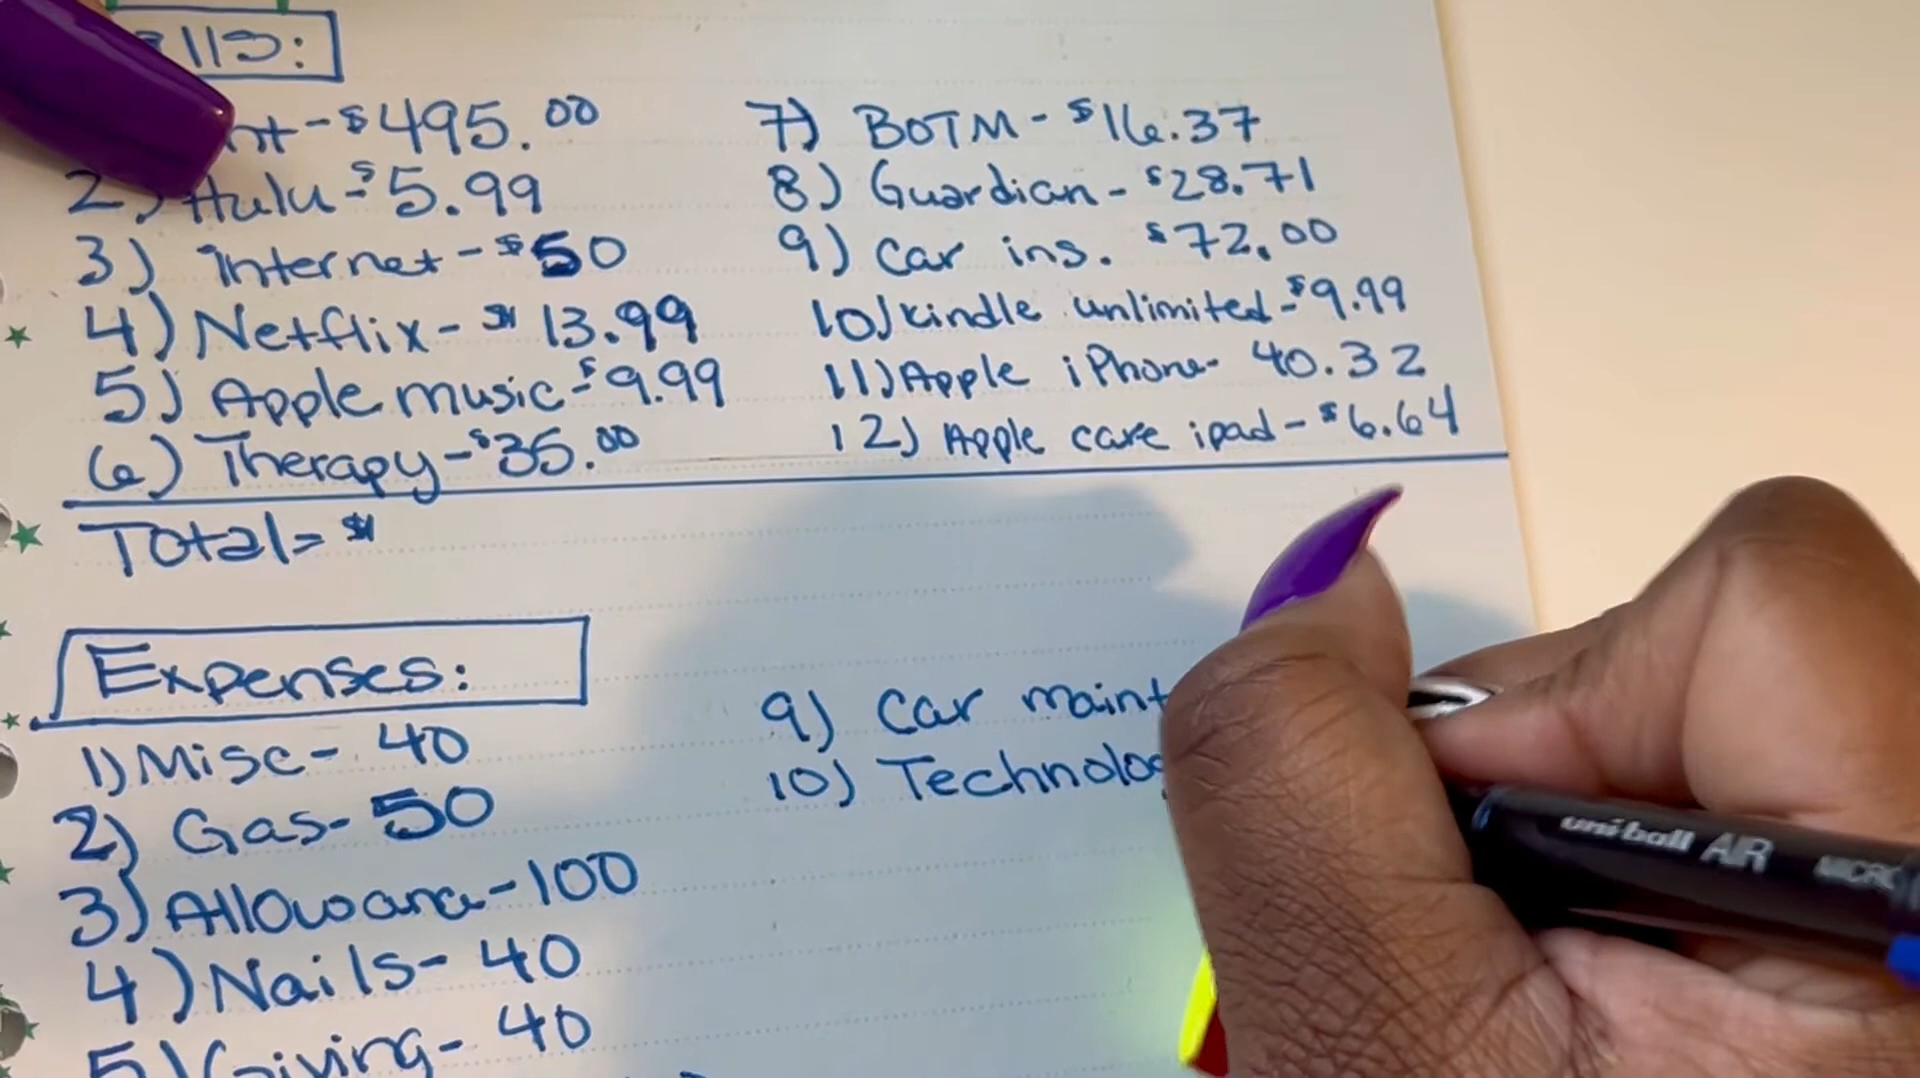 495.00
2) Hulu - $5.99
3) internet - $50
4) Netflix - $13.99
5) Apple music - $9.99
6) Therapy - $35.00
7) BOTM - $16.37
8) Guardian - $28.71
9) Car ins. $72.00
10) Kindle unlimited - $9.99
11) Apple iPhone - 40.32
12) Apple care ipad - $6.64
Total = $
Expenses:
1) Misc - 40
2) Gas - 50
3) Allowance - 100
4) Nails - 40
5) Giving - 40
9) Car maint
10)
uniball AIR MICRO